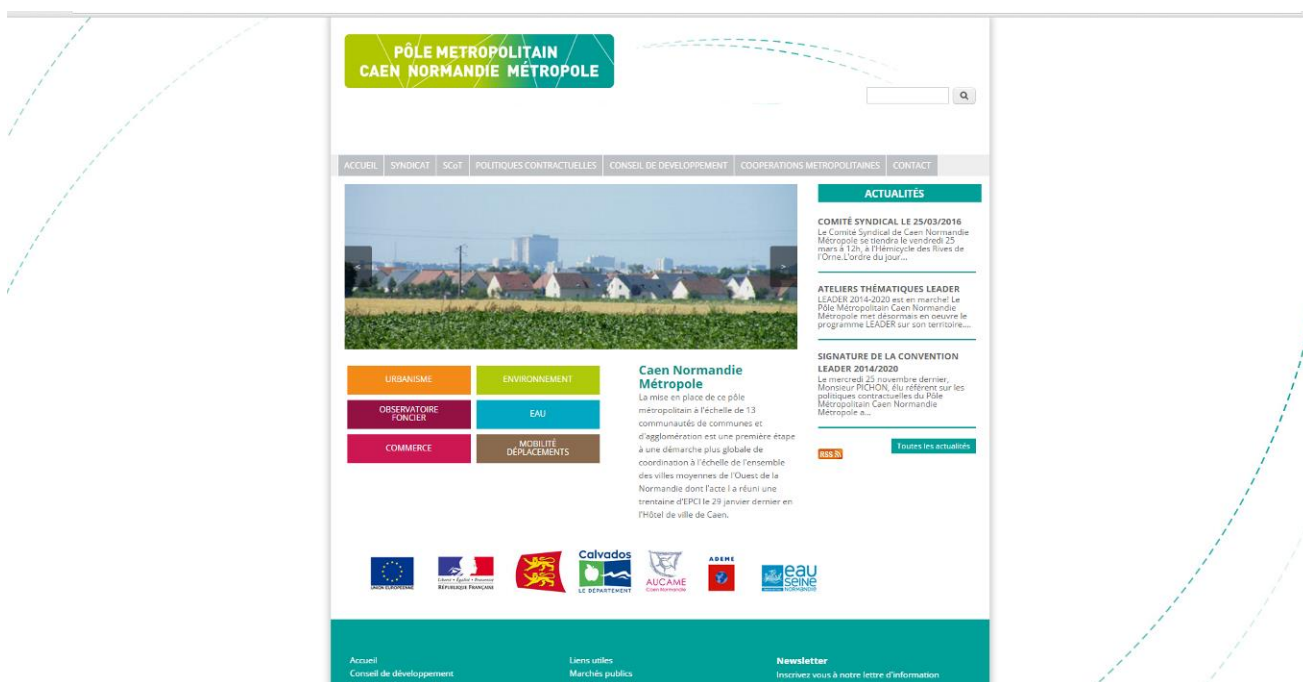 PÔLE METROPOLITAIN
CAEN NORMANDIE MÉTROPOLE
ACCUEIL SYNDICAT SCoT POLITIQUES CONTRACTUELLES CONSEIL DE DEVELOPPEMENT COOPERATIONS METROPOLITAINES CONTACT
<
>
URBANISME
ENVIRONNEMENT
OBSERVATOIRE
FONCIER
EAU
COMMERCE
MOBILITÉ
DÉPLACEMENTS
Caen Normandie
Métropole
La mise en place de ce pôle
métropolitain à l'échelle de 13
communautés de communes et
d'agglomération est une première étape
à une démarche plus globale de
coordination à l'échelle de l'ensemble
des villes moyennes de l'Ouest de la
Normandie dont l'acte I a réuni une
trentaine d'EPCI le 29 janvier dernier en
l'Hôtel de ville de Caen.
ACTUALITÉS
COMITÉ SYNDICAL LE 25/03/2016
Le Comité Syndical de Caen Normandie
Métropole se tiendra le vendredi 25
mars à 12h, à l'Hémicycle des Rives de
l'Orne.L'ordre du jour...
ATELIERS THÉMATIQUES LEADER
LEADER 2014-2020 est en marche! Le
Pôle Métropolitain Caen Normandie
Métropole met désormais en oeuvre le
programme LEADER sur son territoire....
SIGNATURE DE LA CONVENTION
LEADER 2014/2020
Le mercredi 25 novembre dernier,
Monsieur PICHON, élu référent sur les
politiques contractuelles du Pôle
Métropolitain Caen Normandie
Métropole a...
RSS
Toutes les actualités
UNION EUROPÉENNE
Liberté • Égalité • Fraternité
RÉPUBLIQUE FRANÇAISE
Calvados
LE DÉPARTEMENT
AUCAME
Caen Normandie
ADEME
eau
SEINE
NORMANDIE
Accueil
Conseil de développement
Liens utiles
Marchés publics
Newsletter
Inscrivez vous à notre lettre d'information